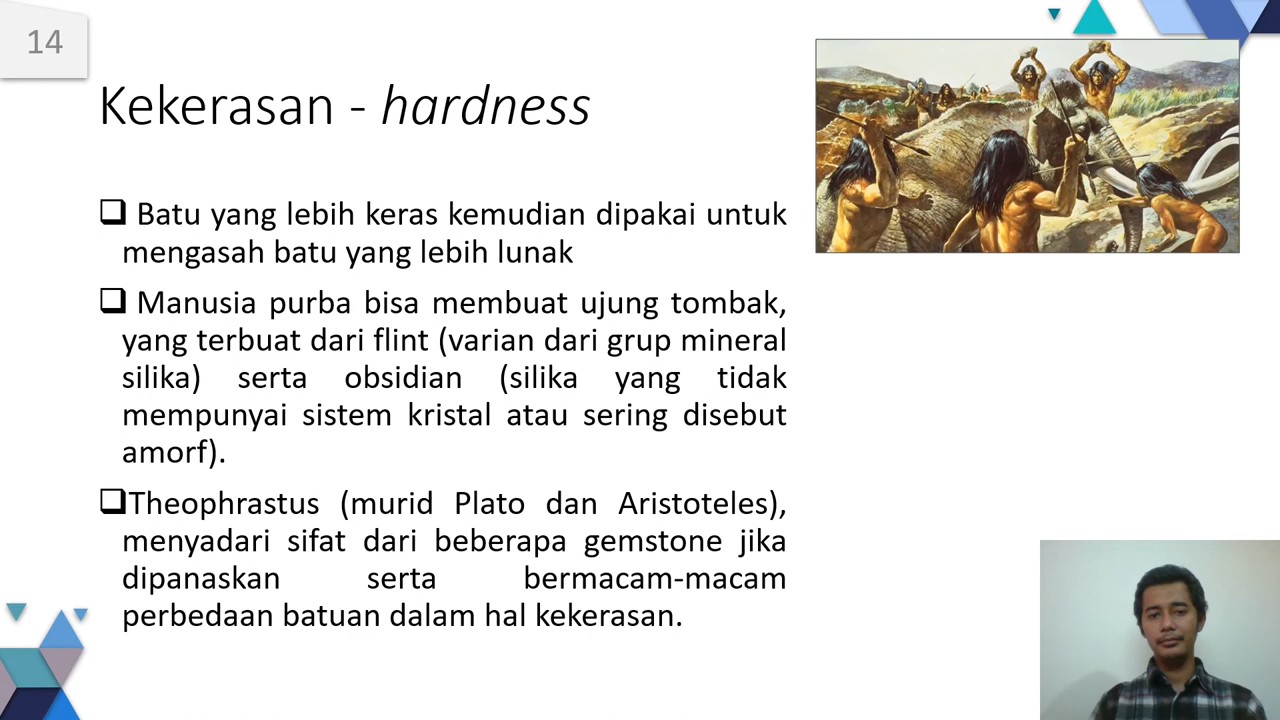 14
Kekerasan - hardness
❑ Batu yang lebih keras kemudian dipakai untuk
mengasah batu yang lebih lunak
❑ Manusia purba bisa membuat ujung tombak,
yang terbuat dari flint (varian dari grup mineral
silika) serta obsidian (silika yang tidak
mempunyai sistem kristal atau sering disebut
amorf).
❑Theophrastus (murid Plato dan Aristoteles),
menyadari sifat dari beberapa gemstone jika
dipanaskan serta bermacam-macam
perbedaan batuan dalam hal kekerasan.